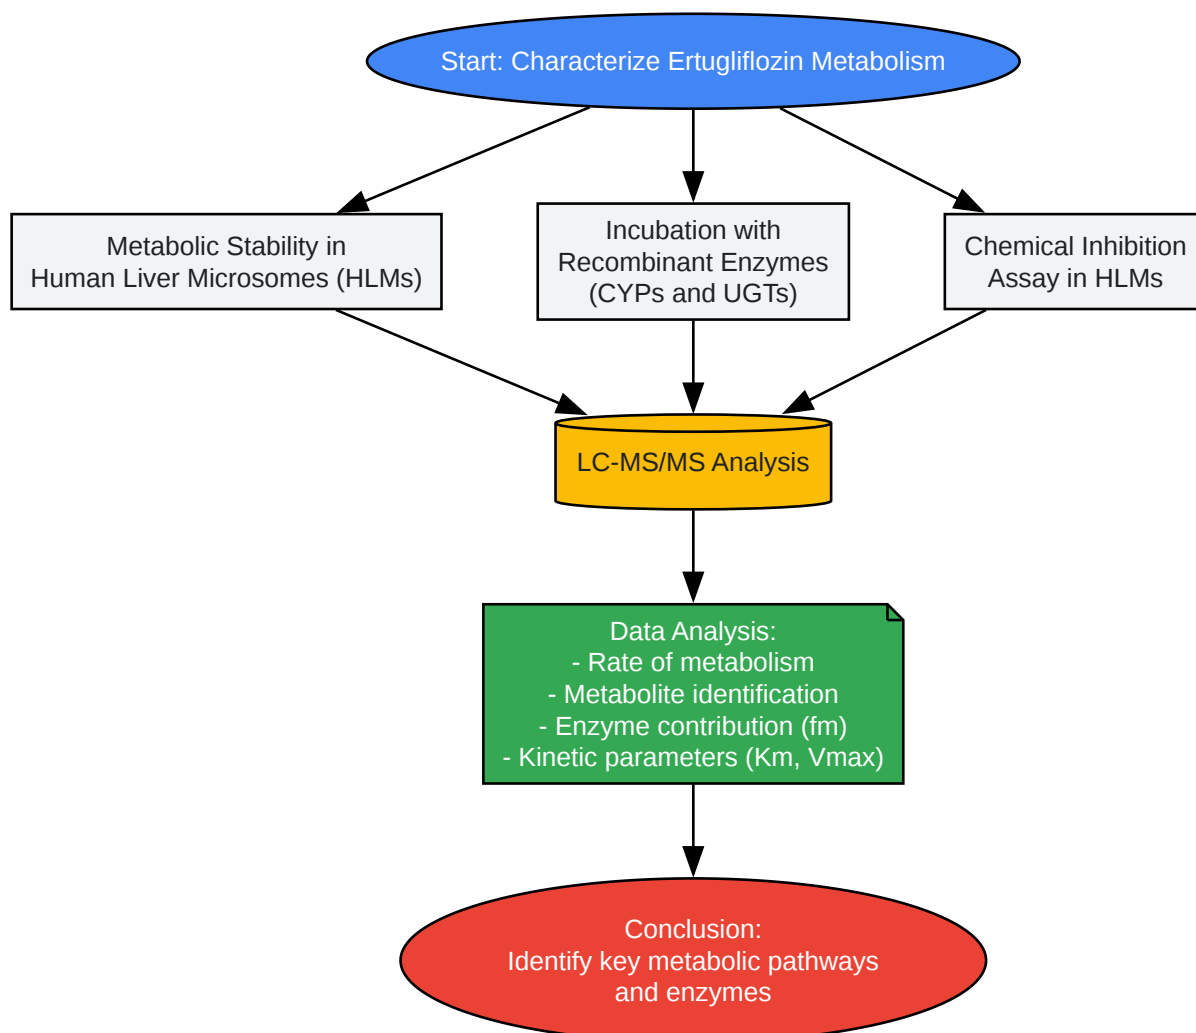 Start: Characterize Ertugliflozin Metabolism
Metabolic Stability in
Human Liver Microsomes (HLMs)
Incubation with
Recombinant Enzymes
(CYPs and UGTs)
Chemical Inhibition
Assay in HLMs
LC-MS/MS Analysis
Data Analysis:
- Rate of metabolism
- Metabolite identification
- Enzyme contribution (fm)
- Kinetic parameters (Km, Vmax)
Conclusion:
Identify key metabolic pathways
and enzymes